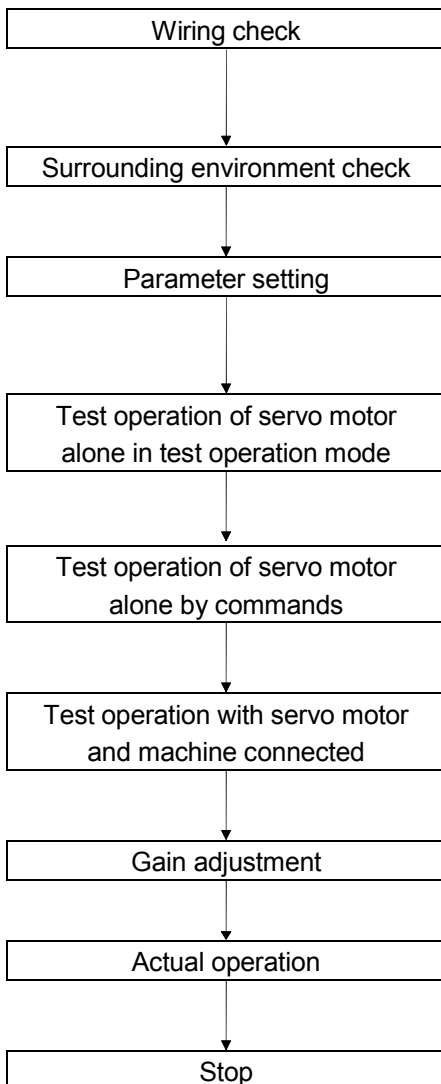 Wiring check
Surrounding environment check
Parameter setting
Test operation of servo motor
alone in test operation mode
Test operation of servo motor
alone by commands
Test operation with servo motor
and machine connected
Gain adjustment
Actual operation
Stop